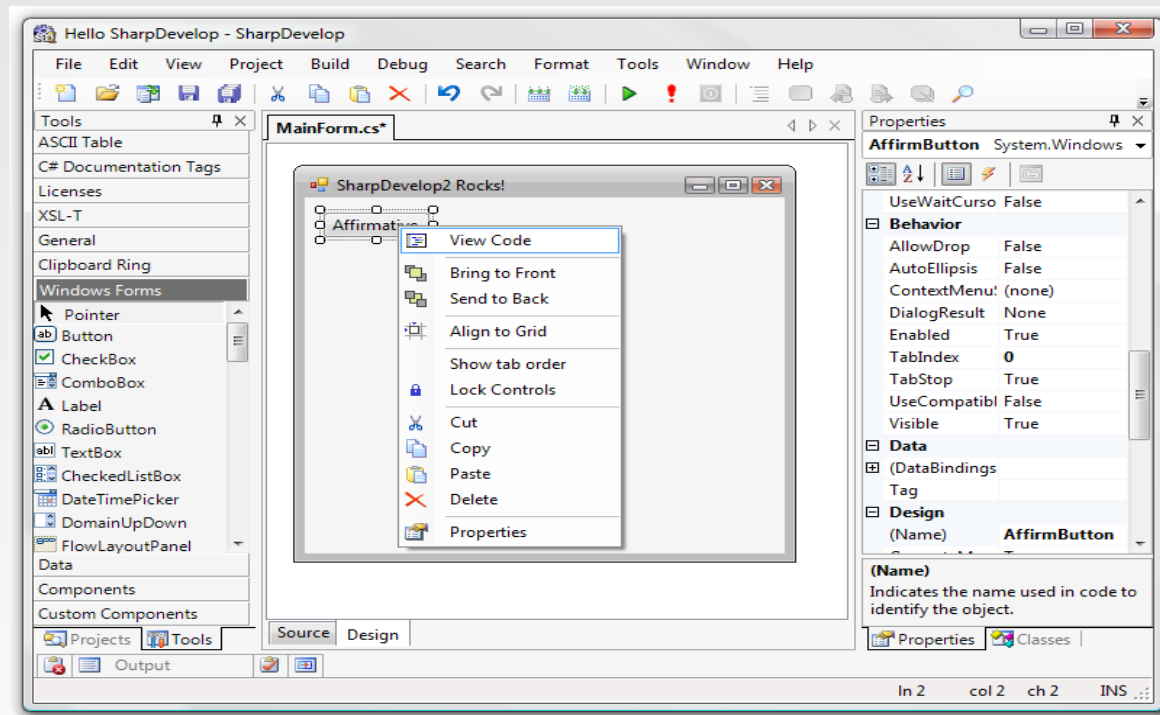 Hello SharpDevelop - SharpDevelop
File Edit View Project Build Debug Search Format Tools Window Help
Tools
ASCII Table
C# Documentation Tags
Licenses
XSL-T
General
Clipboard Ring
Windows Forms
Pointer
ab Button
CheckBox
ComboBox
A Label
RadioButton
abl TextBox
CheckedListBox
DateTimePicker
DomainUpDown
FlowLayoutPanel
Data
Components
Custom Components
Projects Tools
MainForm.cs*
SharpDevelop2 Rocks!
Affirmative
View Code
Bring to Front
Send to Back
Align to Grid
Show tab order
Lock Controls
Cut
Copy
Paste
Delete
Properties
Source Design
Properties
AffirmButton System.Windows
UseWaitCurso False
Behavior
AllowDrop False
AutoEllipsis False
ContextMenu (none)
DialogResult None
Enabled True
TabIndex 0
TabStop True
UseCompatibl False
Visible True
Data
(DataBindings
Tag
Design
(Name) AffirmButton
(Name)
Indicates the name used in code to
identify the object.
Properties Classes
Output
ln 2 col 2 ch 2 INS